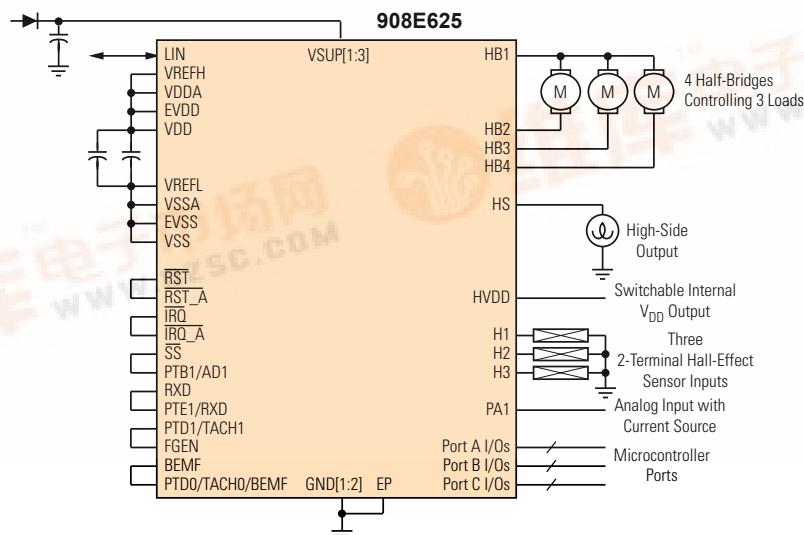 908E625
LIN
VREFH
VDDA
EVDD
VDD
VREFL
VSSA
EVSS
VSS
RST
RST_A
IRQ
IRQ_A
SS
PTB1/AD1
RXD
PTE1/RXD
PTD1/TACH1
FGEN
BEMF
PTD0/TACH0/BEMF
VSUP[1:3]
GND[1:2] EP
HB1
HB2
HB3
HB4
HS
HVDD
H1
H2
H3
PA1
Port A I/Os
Port B I/Os
Port C I/Os
M M M
4 Half-Bridges
Controlling 3 Loads
High-Side
Output
Switchable Internal
VDD Output
Three
2-Terminal Hall-Effect
Sensor Inputs
Analog Input with
Current Source
Microcontroller
Ports